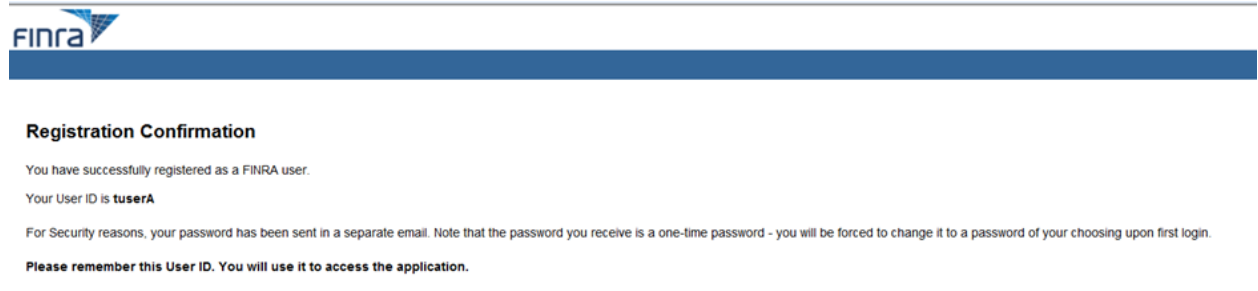 Finra
Registration Confirmation
You have successfully registered as a FINRA user.
Your User ID is tuserA
For Security reasons, your password has been sent in a separate email. Note that the password you receive is a one-time password - you will be forced to change it to a password of your choosing upon first login.
Please remember this User ID. You will use it to access the application.